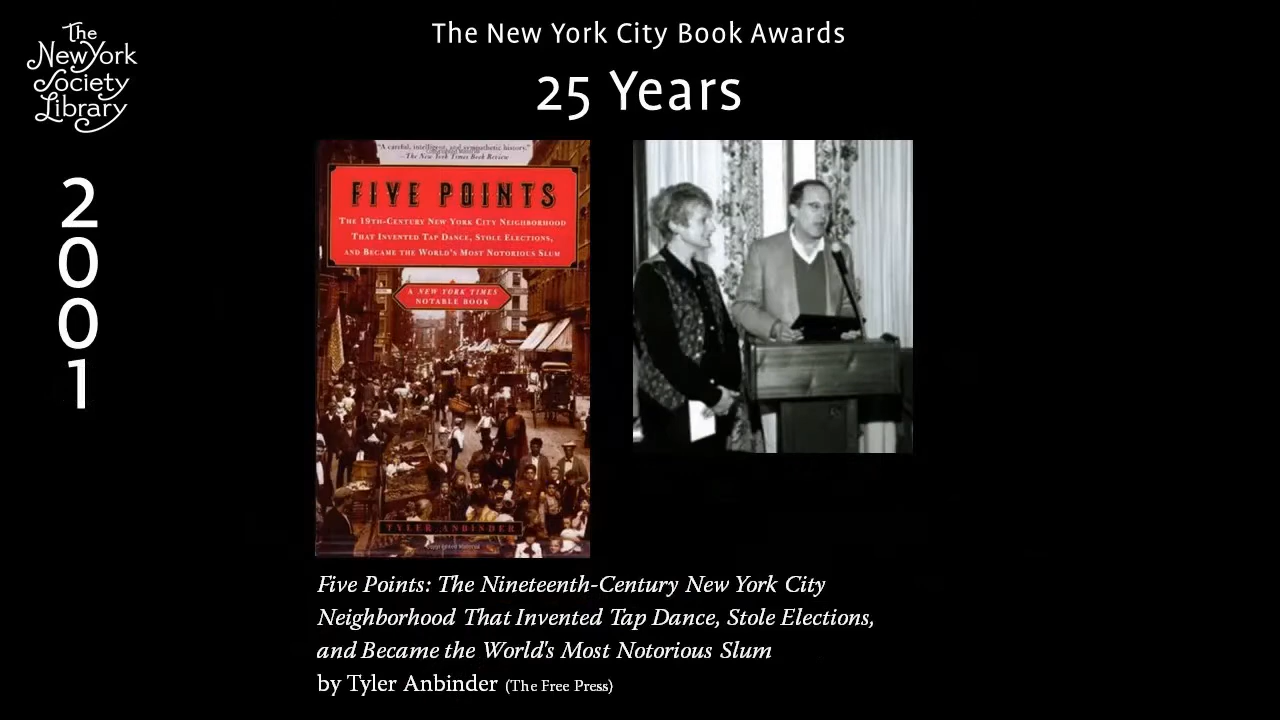 The
New York
Society
Library
The New York City Book Awards
25 Years
2
0
0
1
"A careful, intelligent, and sympathetic history."
—The New York Times Book Review
FIVE POINTS
THE 19TH-CENTURY NEW YORK CITY NEIGHBORHOOD
THAT INVENTED TAP DANCE, STOLE ELECTIONS,
AND BECAME THE WORLD'S MOST NOTORIOUS SLUM
A NEW YORK TIMES
NOTABLE BOOK
TYLER ANBINDER
Copyrighted Material
Five Points: The Nineteenth-Century New York City
Neighborhood That Invented Tap Dance, Stole Elections,
and Became the World's Most Notorious Slum
by Tyler Anbinder (The Free Press)